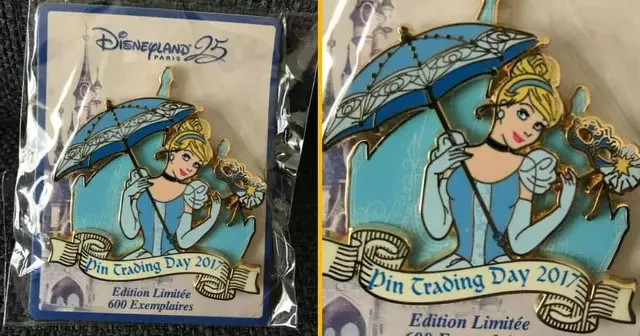 Disneyland 25
PARIS
Pin Trading Day 2017
Edition Limitée
600 Exemplaires
Pin Trading Day 2017
Edition Limitée